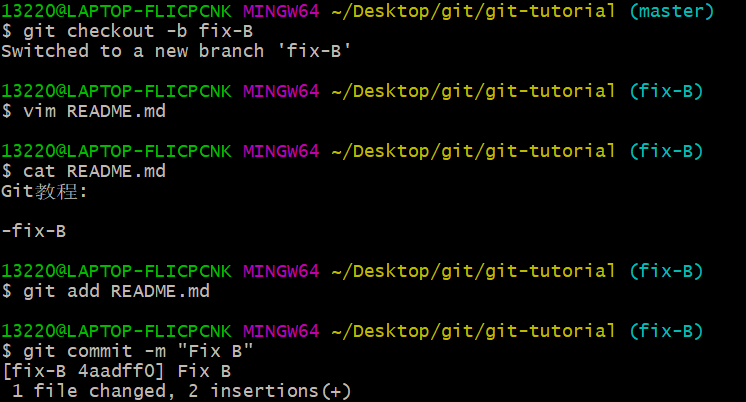 13220@LAPTOP-FLICPCNK MINGW64 ~/Desktop/git/git-tutorial (master)
$ git checkout -b fix-B
Switched to a new branch 'fix-B'
13220@LAPTOP-FLICPCNK MINGW64 ~/Desktop/git/git-tutorial (fix-B)
$ vim README.md
13220@LAPTOP-FLICPCNK MINGW64 ~/Desktop/git/git-tutorial (fix-B)
$ cat README.md
Git教程:
-fix-B
13220@LAPTOP-FLICPCNK MINGW64 ~/Desktop/git/git-tutorial (fix-B)
$ git add README.md
13220@LAPTOP-FLICPCNK MINGW64 ~/Desktop/git/git-tutorial (fix-B)
$ git commit -m "Fix B"
[fix-B 4aadff0] Fix B
 1 file changed, 2 insertions(+)